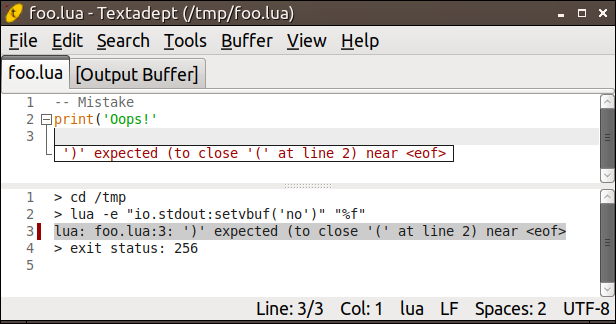 foo.lua - Textadept (/tmp/foo.lua)
File Edit Search Tools Buffer View Help
foo.lua [Output Buffer]
1 -- Mistake
2 print('Oops!'
3
')' expected (to close '(' at line 2) near <eof>
1 > cd /tmp
2 > lua -e "io.stdout:setvbuf('no')" "%f"
3 lua: foo.lua:3: ')' expected (to close '(' at line 2) near <eof>
4 > exit status: 256
5
Line: 3/3 Col: 1 lua LF Spaces: 2 UTF-8